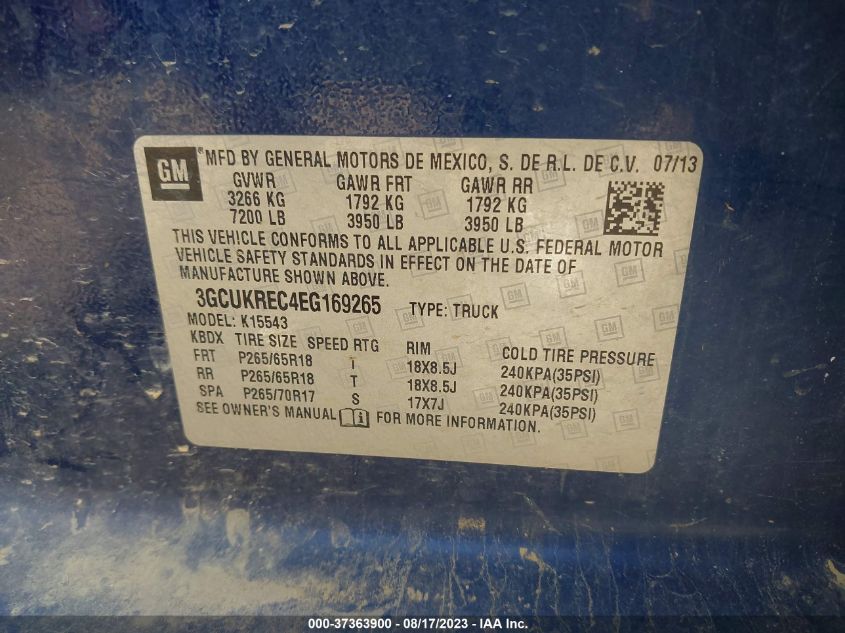 GM ® MFD BY GENERAL MOTORS DE MEXICO, S. DE R.L. DE C.V. 07/13
GVWR GAWR FRT GAWR RR
3266 KG 1792 KG 1792 KG
7200 LB 3950 LB 3950 LB
THIS VEHICLE CONFORMS TO ALL APPLICABLE U.S. FEDERAL MOTOR
VEHICLE SAFETY STANDARDS IN EFFECT ON THE DATE OF
MANUFACTURE SHOWN ABOVE.
3GCUKREC4EG169265 TYPE: TRUCK
MODEL: K15543
KBDX TIRE SIZE SPEED RTG RIM COLD TIRE PRESSURE
FRT P265/65R18 T 18X8.5J 240KPA(35PSI)
RR P265/65R18 T 18X8.5J 240KPA(35PSI)
SPA P265/70R17 S 17X7J 240KPA(35PSI)
SEE OWNER'S MANUAL i FOR MORE INFORMATION.
000-37363900 - 08/17/2023 - IAA Inc.